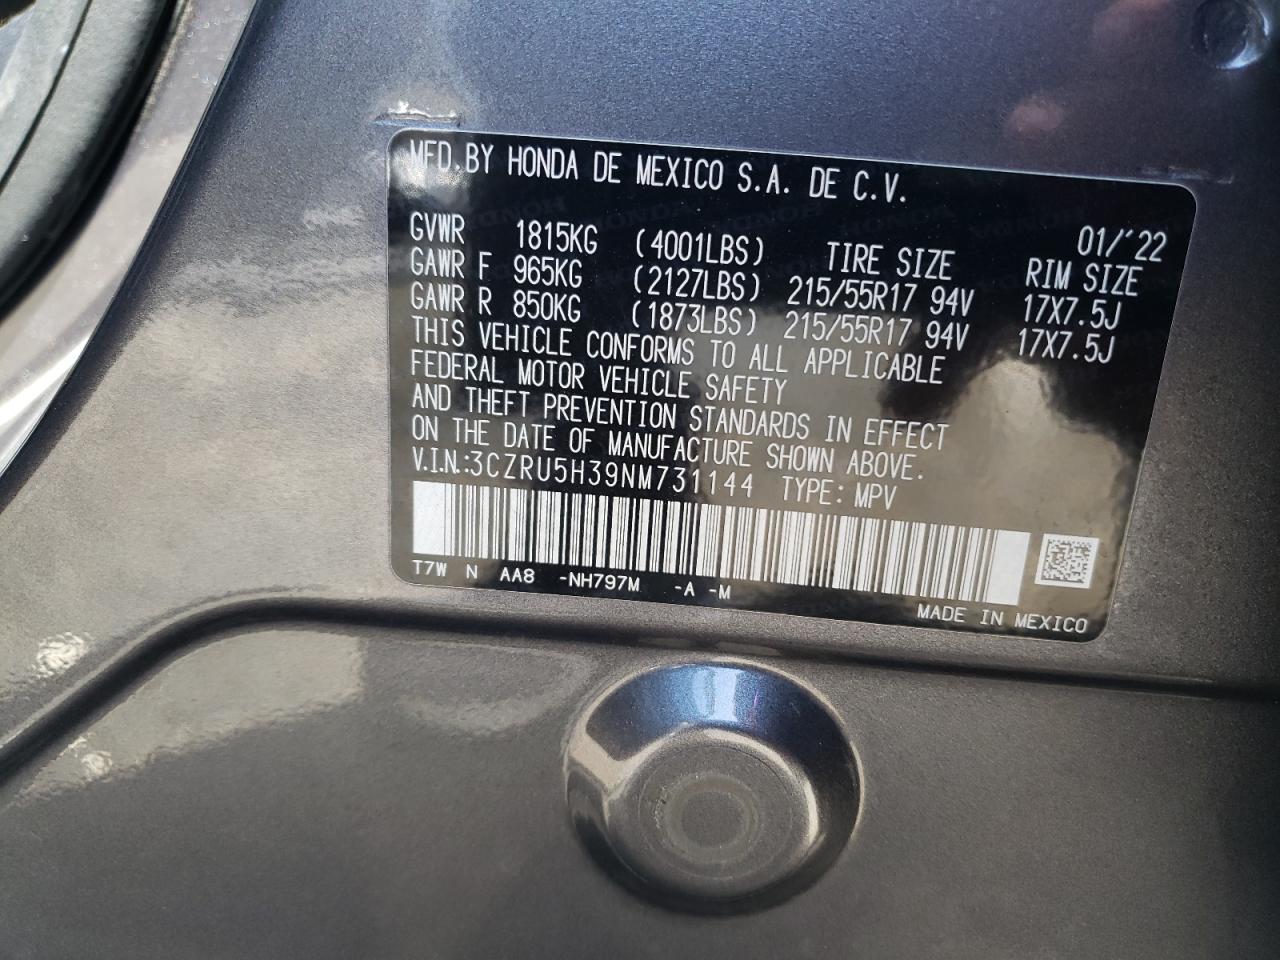 MFD.BY HONDA DE MEXICO S.A. DE C.V.
01/'22
GVWR 1815KG (4001LBS) TIRE SIZE RIM SIZE
GAWR F 965KG (2127LBS) 215/55R17 94V 17X7.5J
GAWR R 850KG (1873LBS) 215/55R17 94V 17X7.5J
THIS VEHICLE CONFORMS TO ALL APPLICABLE
FEDERAL MOTOR VEHICLE SAFETY
AND THEFT PREVENTION STANDARDS IN EFFECT
ON THE DATE OF MANUFACTURE SHOWN ABOVE.
V.I.N.:3CZRU5H39NM731144 TYPE: MPV
T7W N AA8 -NH797M -A -M
MADE IN MEXICO